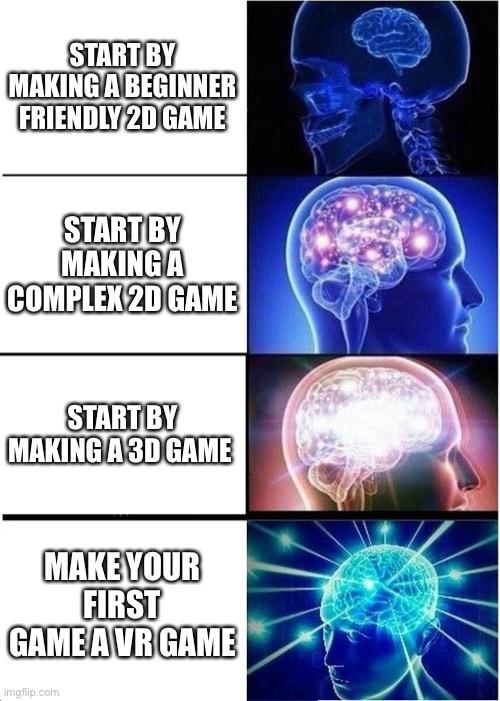 START BY
MAKING A BEGINNER
FRIENDLY 2D GAME
START BY
MAKING A
COMPLEX 2D GAME
START BY
MAKING A 3D GAME
MAKE YOUR
FIRST
GAME A VR GAME
imgflip.com